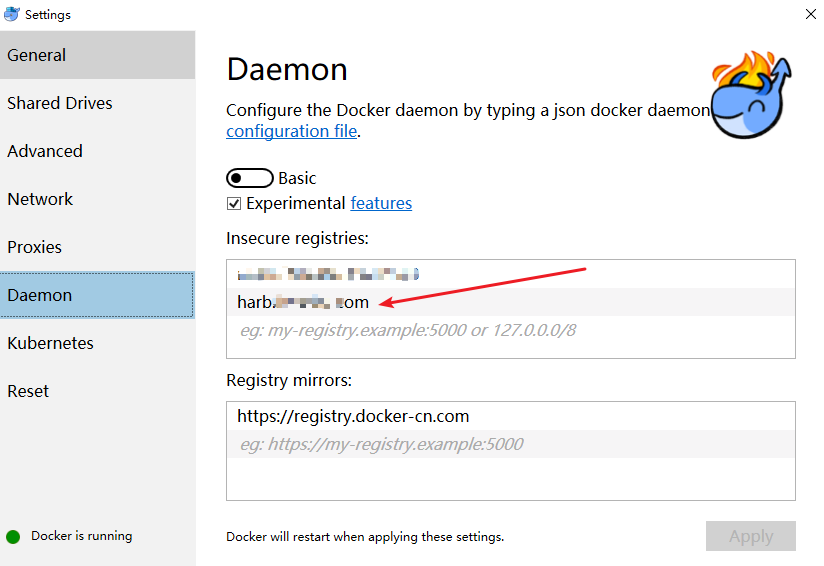 Settings
General
Shared Drives
Advanced
Network
Proxies
Daemon
Kubernetes
Reset
Docker is running
Daemon
Configure the Docker daemon by typing a json docker daemon
configuration file.
Basic
Experimental features
Insecure registries:
harb. com
eg: my-registry.example:5000 or 127.0.0.0/8
Registry mirrors:
https://registry.docker-cn.com
eg: https://my-registry.example:5000
Docker will restart when applying these settings.
Apply